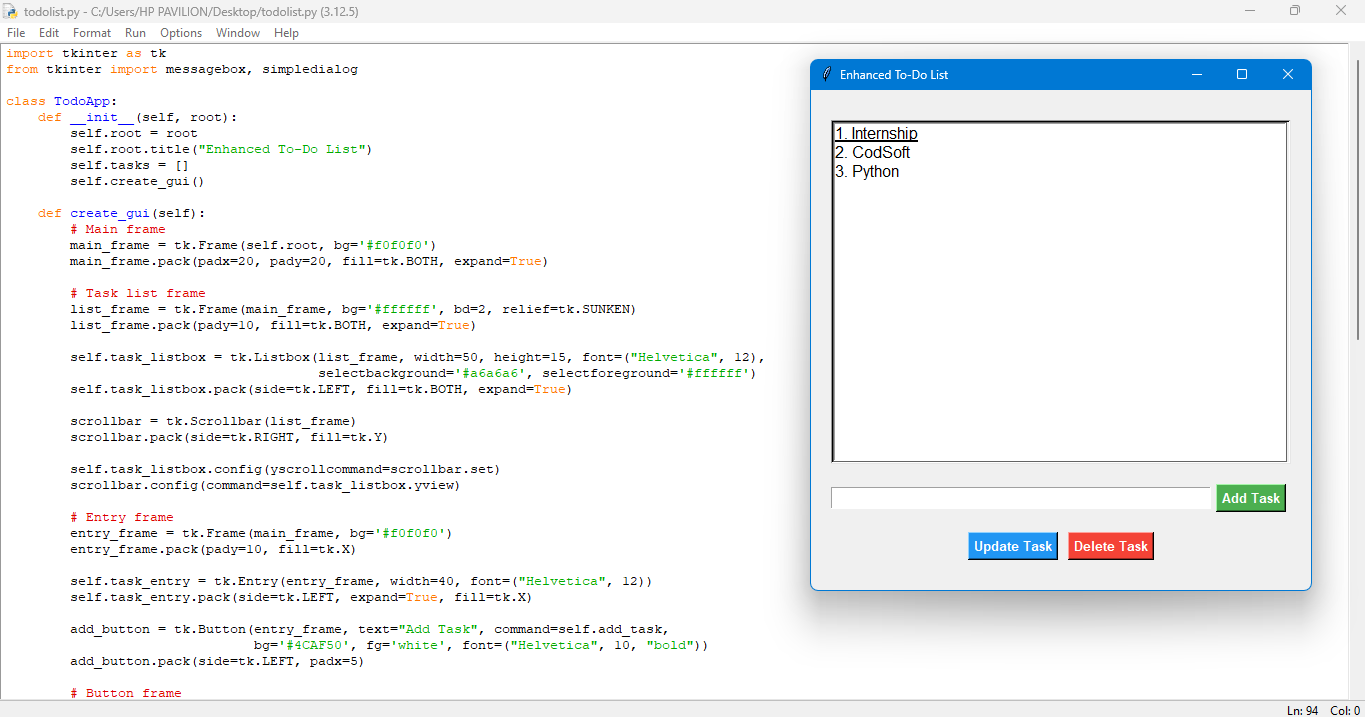 todolist.py - C:/Users/HP PAVILION/Desktop/todolist.py (3.12.5)
File Edit Format Run Options Window Help
import tkinter as tk
from tkinter import messagebox, simpledialog

class TodoApp:
    def __init__(self, root):
        self.root = root
        self.root.title("Enhanced To-Do List")
        self.tasks = []
        self.create_gui()

    def create_gui(self):
        # Main frame
        main_frame = tk.Frame(self.root, bg='#f0f0f0')
        main_frame.pack(padx=20, pady=20, fill=tk.BOTH, expand=True)

        # Task list frame
        list_frame = tk.Frame(main_frame, bg='#ffffff', bd=2, relief=tk.SUNKEN)
        list_frame.pack(pady=10, fill=tk.BOTH, expand=True)

        self.task_listbox = tk.Listbox(list_frame, width=50, height=15, font=("Helvetica", 12),
                                       selectbackground='#a6a6a6', selectforeground='#ffffff')
        self.task_listbox.pack(side=tk.LEFT, fill=tk.BOTH, expand=True)

        scrollbar = tk.Scrollbar(list_frame)
        scrollbar.pack(side=tk.RIGHT, fill=tk.Y)

        self.task_listbox.config(yscrollcommand=scrollbar.set)
        scrollbar.config(command=self.task_listbox.yview)

        # Entry frame
        entry_frame = tk.Frame(main_frame, bg='#f0f0f0')
        entry_frame.pack(pady=10, fill=tk.X)

        self.task_entry = tk.Entry(entry_frame, width=40, font=("Helvetica", 12))
        self.task_entry.pack(side=tk.LEFT, expand=True, fill=tk.X)

        add_button = tk.Button(entry_frame, text="Add Task", command=self.add_task,
                               bg='#4CAF50', fg='white', font=("Helvetica", 10, "bold"))
        add_button.pack(side=tk.LEFT, padx=5)

        # Button frame
Enhanced To-Do List
1. Internship
2. CodSoft
3. Python
Add Task
Update Task Delete Task
Ln: 94 Col: 0